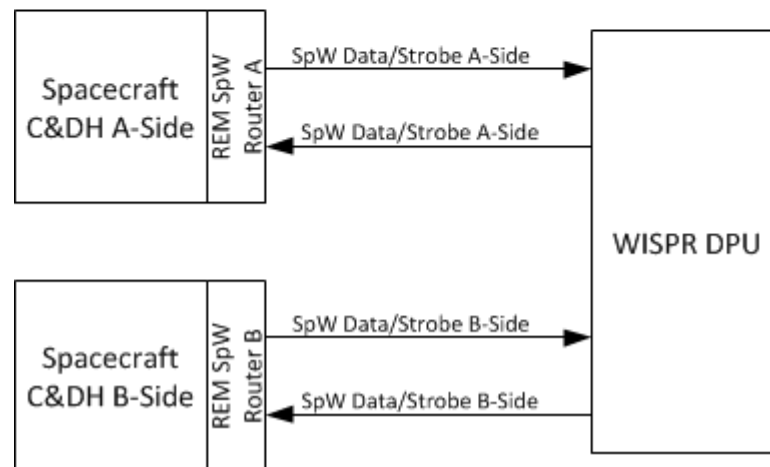 Spacecraft
C&DH A-Side
REM SpW
Router A
SpW Data/Strobe A-Side
SpW Data/Strobe A-Side
WISPR DPU
Spacecraft
C&DH B-Side
REM SpW
Router B
SpW Data/Strobe B-Side
SpW Data/Strobe B-Side